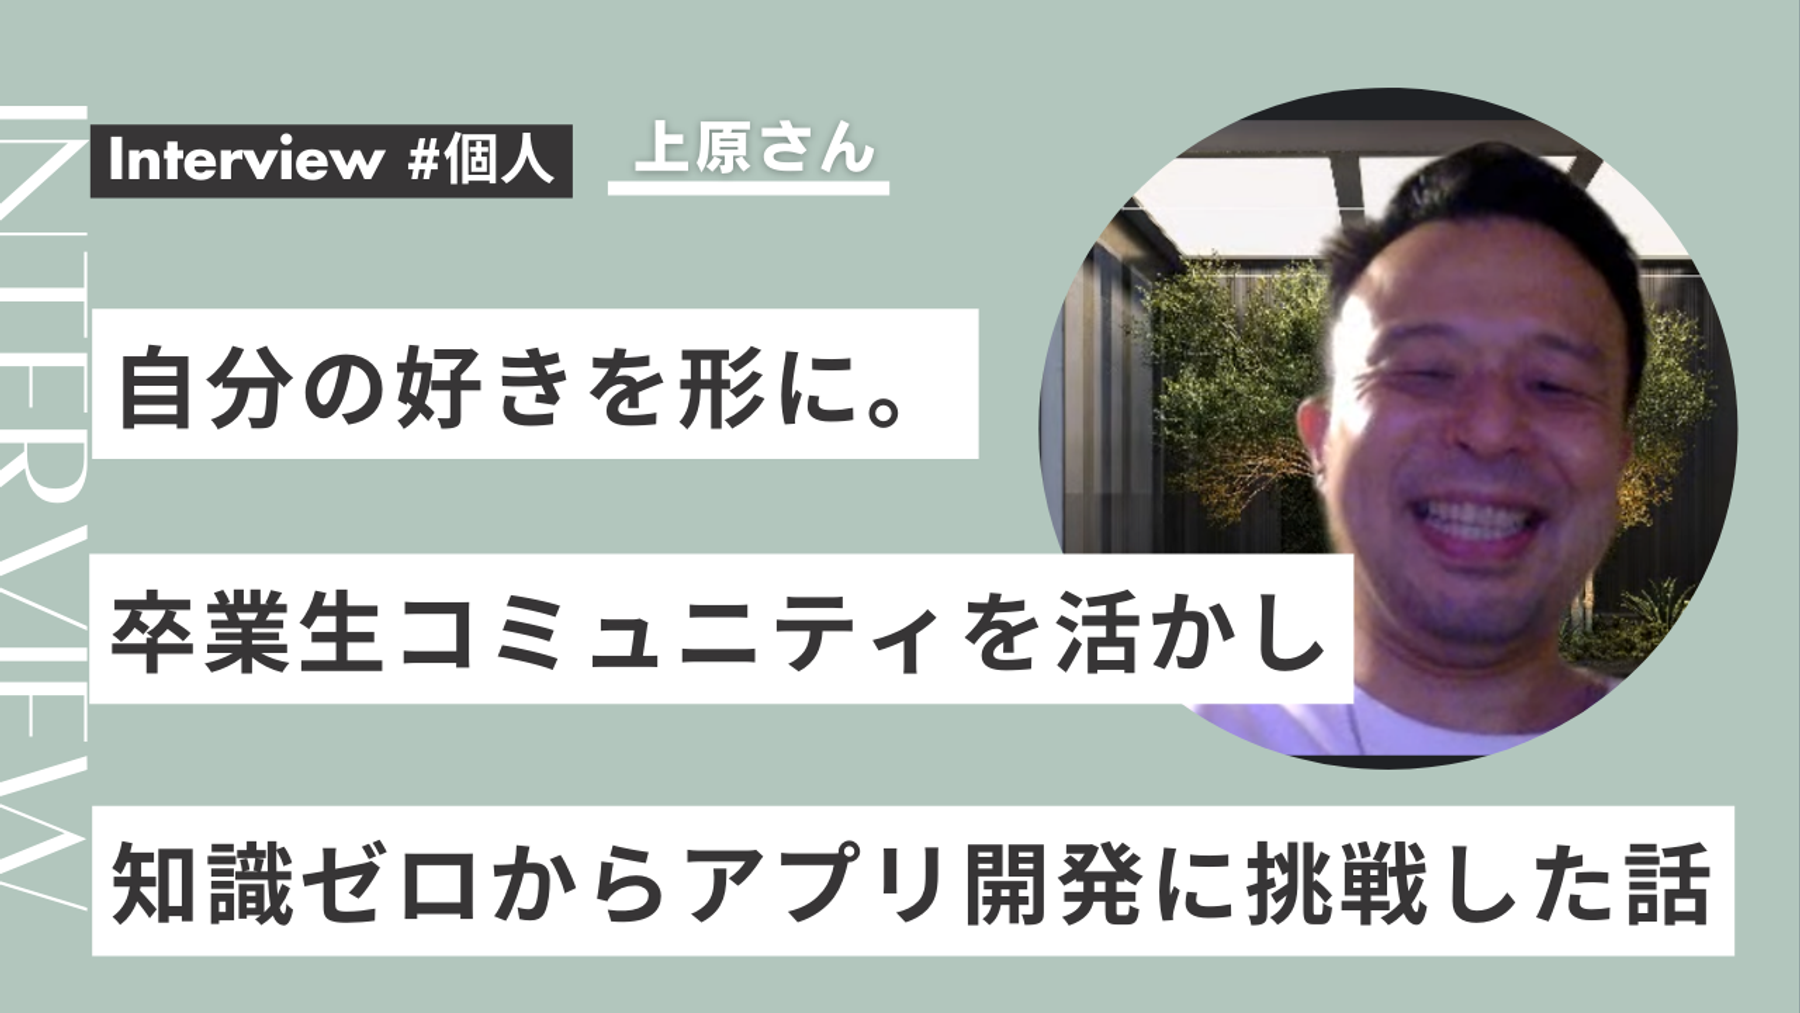 INTERVIEW
Interview #個人
上原さん
自分の好きを形に。
卒業生コミュニティを活かし
知識ゼロからアプリ開発に挑戦した話